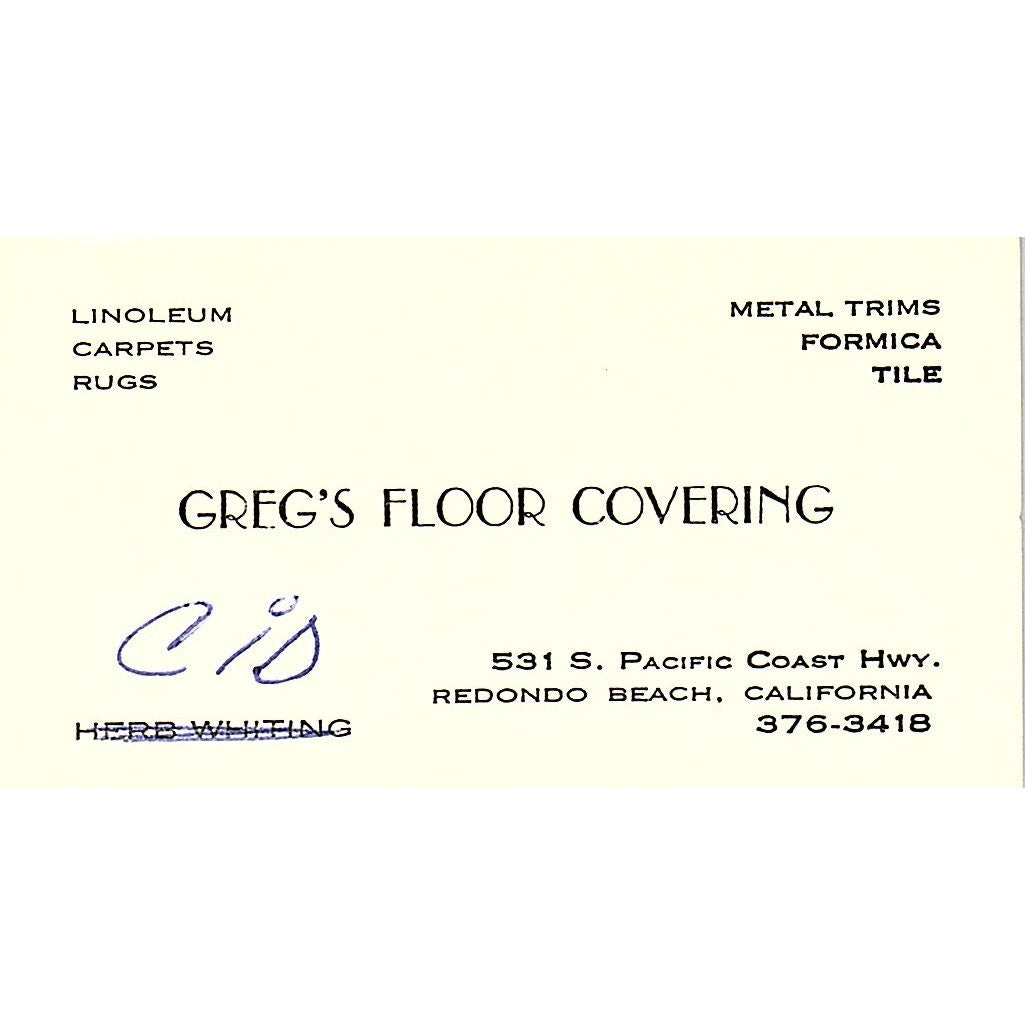 LINOLEUM
CARPETS
RUGS
METAL TRIMS
FORMICA
TILE
GREG'S FLOOR COVERING
HERB WHITING
531 S. PACIFIC COAST HWY.
REDONDO BEACH, CALIFORNIA
376-3418